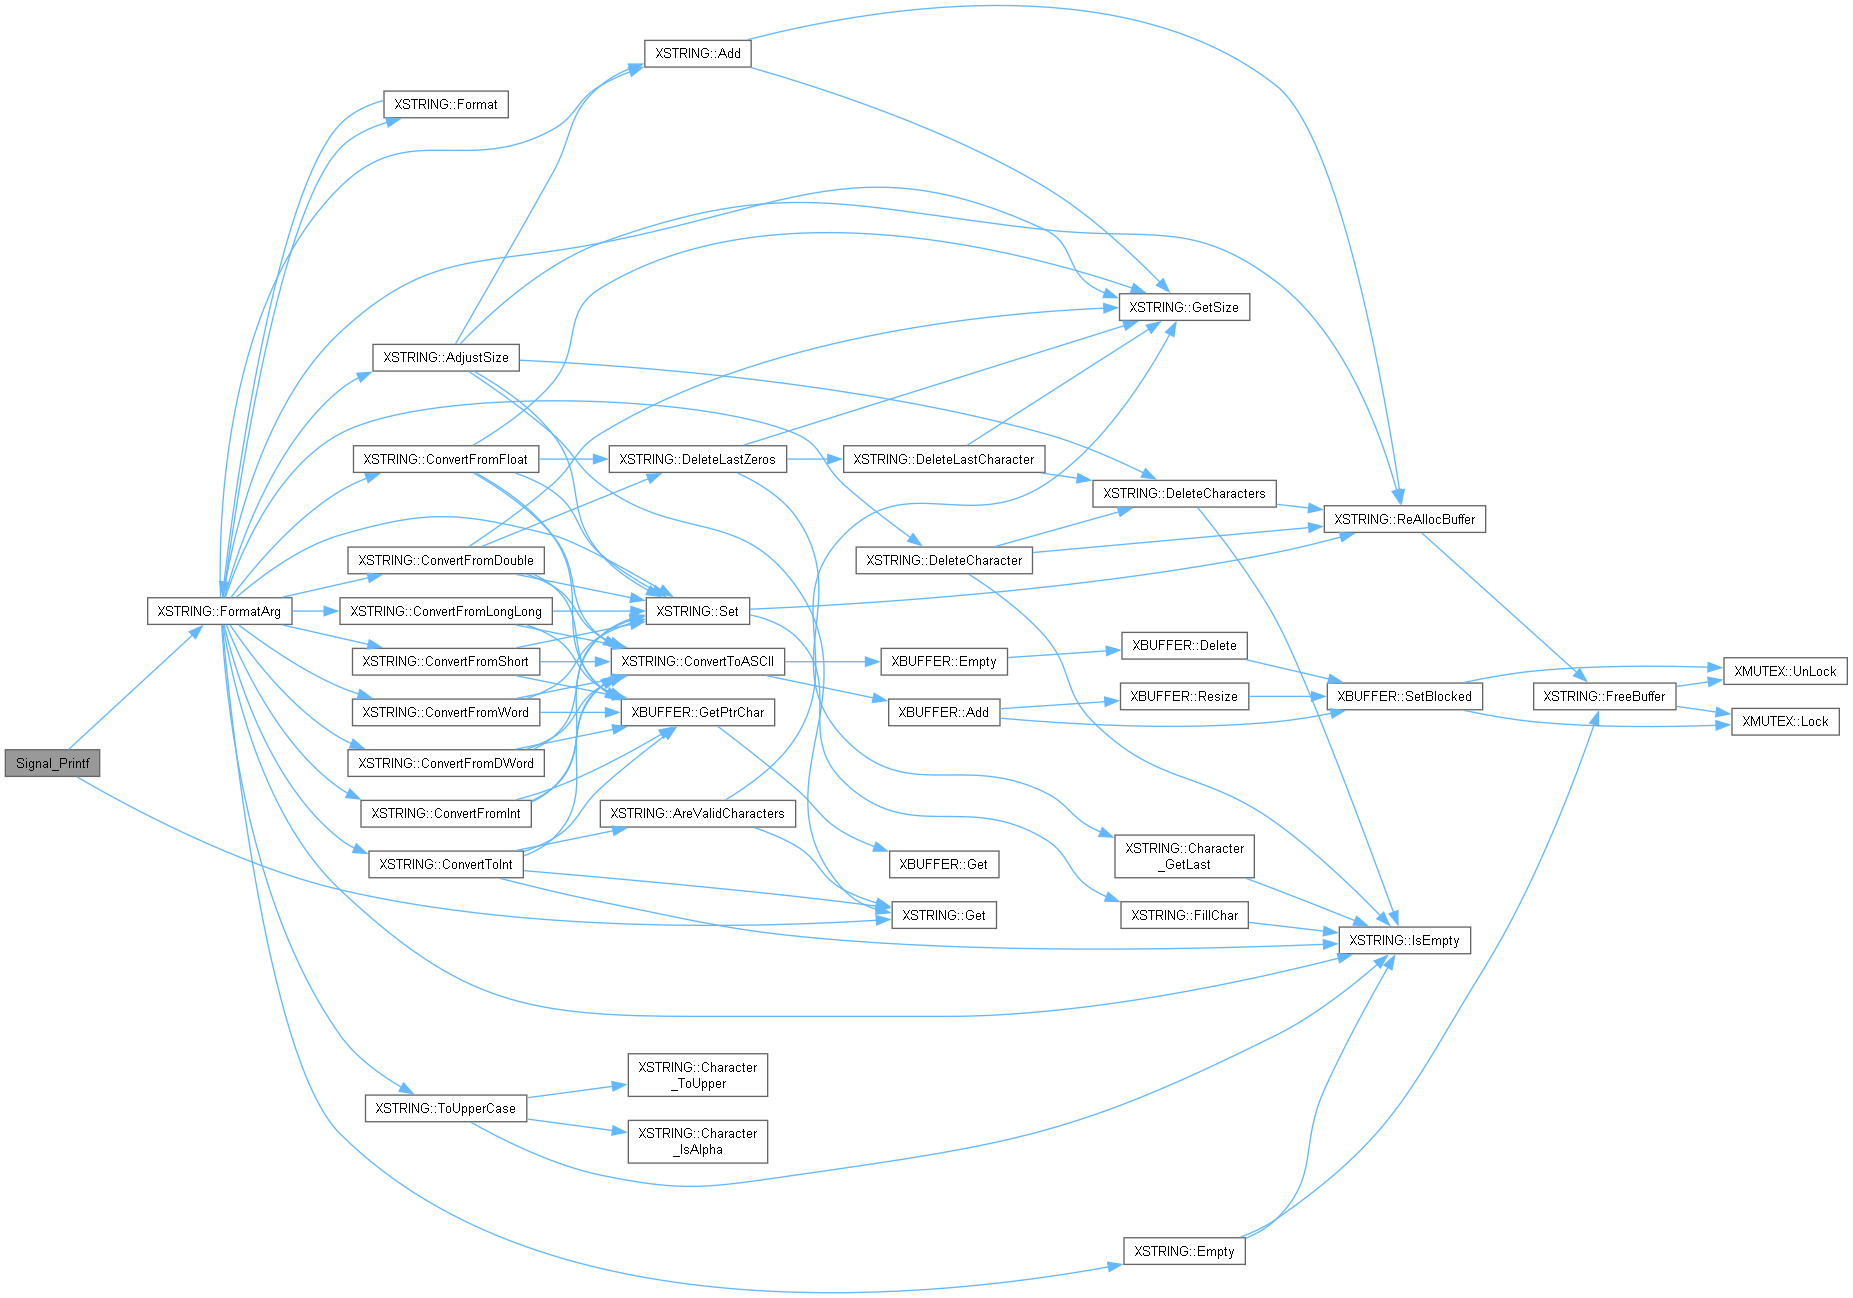 XSTRING::Add
XSTRING::Format
XSTRING::GetSize
XSTRING::AdjustSize
XSTRING::ConvertFromFloat
XSTRING::DeleteLastZeros
XSTRING::DeleteLastCharacter
XSTRING::DeleteCharacters
XSTRING::ReAllocBuffer
XSTRING::ConvertFromDouble
XSTRING::DeleteCharacter
XSTRING::FormatArg
XSTRING::ConvertFromLongLong
XSTRING::Set
XBUFFER::Delete
XSTRING::ConvertFromShort
XSTRING::ConvertToASCII
XBUFFER::Empty
XMUTEX::UnLock
XBUFFER::Resize
XBUFFER::SetBlocked
XSTRING::FreeBuffer
XSTRING::ConvertFromWord
XBUFFER::GetPtrChar
XBUFFER::Add
XMUTEX::Lock
Signal_Printf
XSTRING::ConvertFromDWord
XSTRING::ConvertFromInt
XSTRING::AreValidCharacters
XSTRING::Character
_GetLast
XSTRING::ConvertToInt
XBUFFER::Get
XSTRING::Get
XSTRING::FillChar
XSTRING::IsEmpty
XSTRING::Character
_ToUpper
XSTRING::ToUpperCase
XSTRING::Character
_IsAlpha
XSTRING::Empty